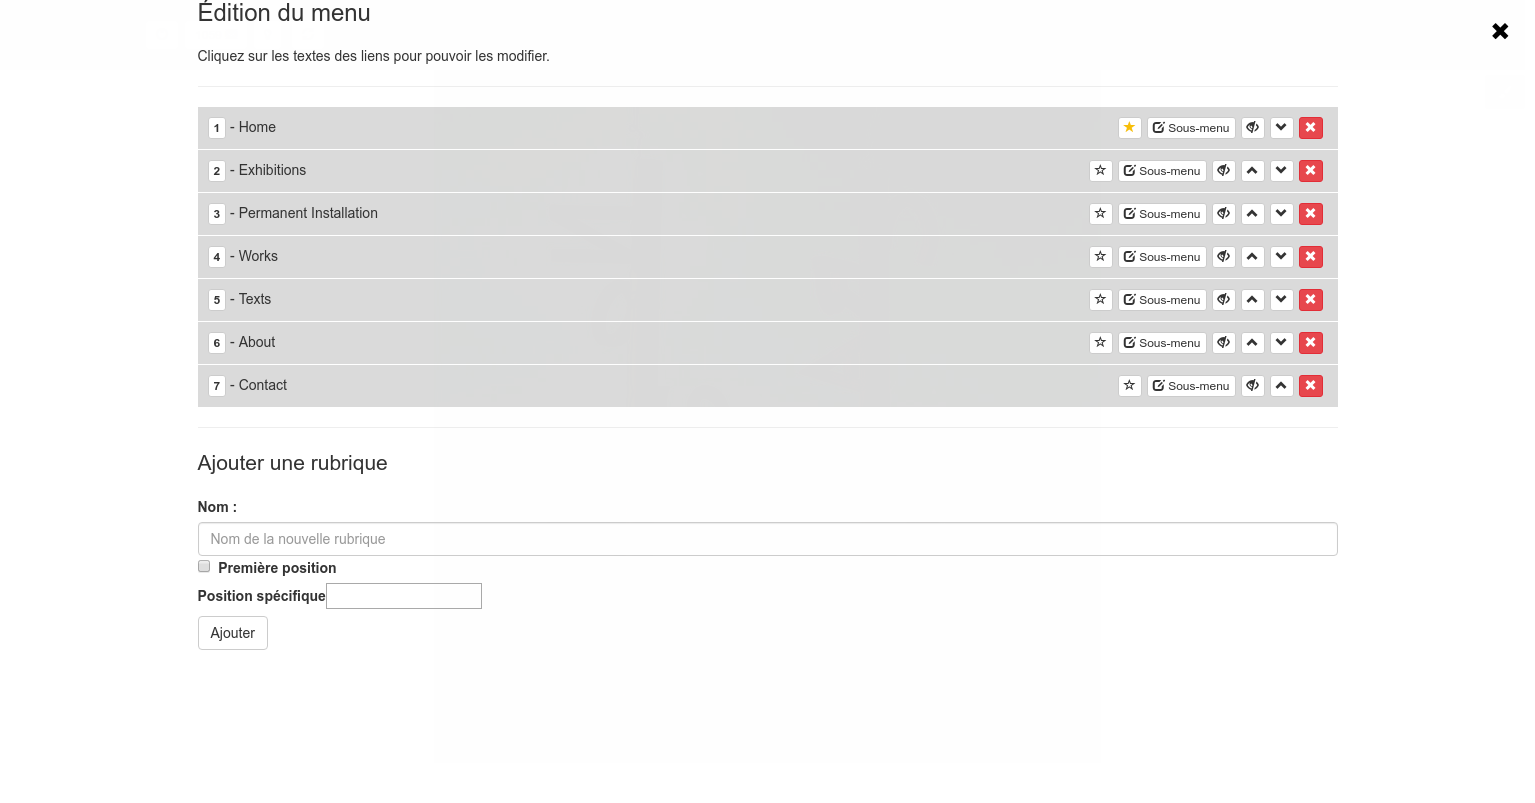 Édition du menu
Cliquez sur les textes des liens pour pouvoir les modifier.
1 - Home Sous-menu
2 - Exhibitions Sous-menu
3 - Permanent Installation Sous-menu
4 - Works Sous-menu
5 - Texts Sous-menu
6 - About Sous-menu
7 - Contact Sous-menu
Ajouter une rubrique
Nom :
Nom de la nouvelle rubrique
Première position
Position spécifique
Ajouter